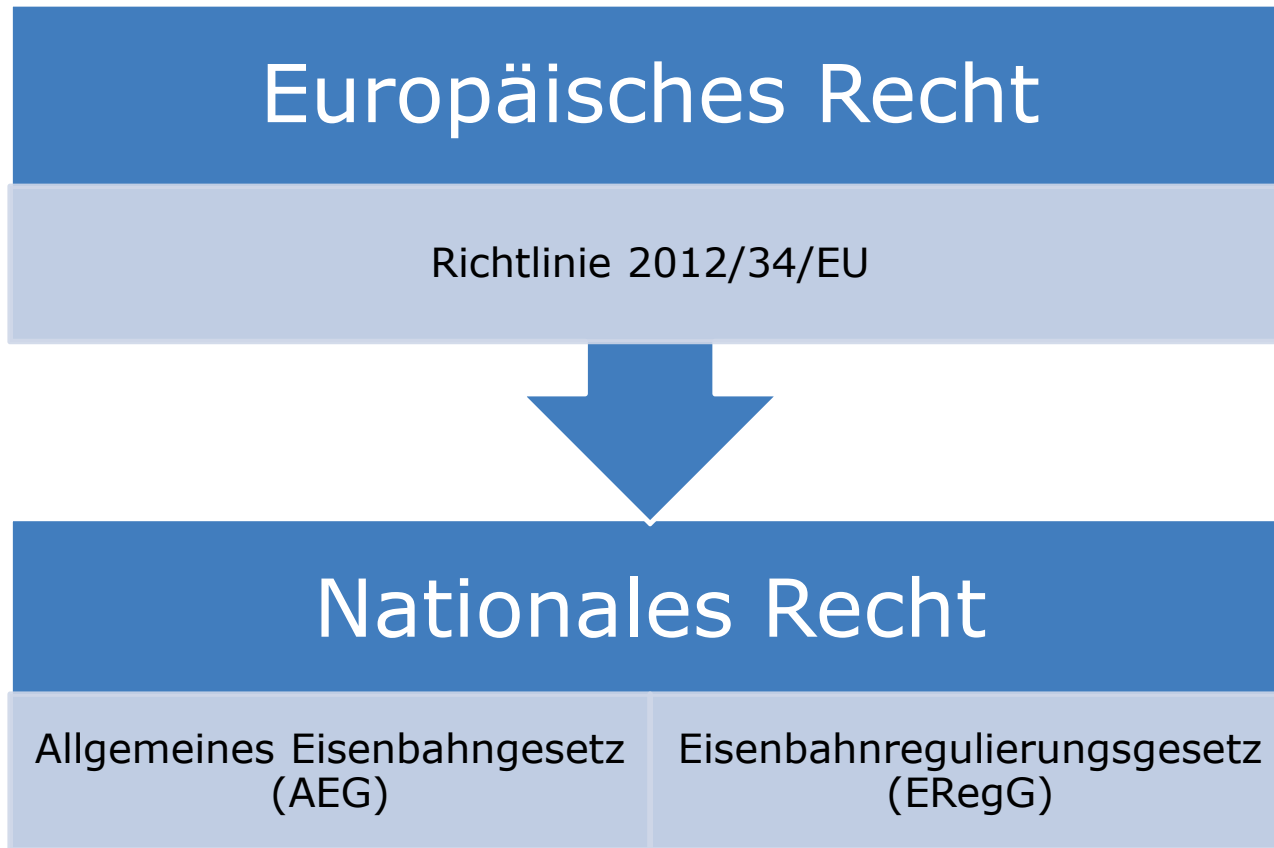 Europäisches Recht
Richtlinie 2012/34/EU
Nationales Recht
Allgemeines Eisenbahngesetz
(AEG)
Eisenbahnregulierungsgesetz
(ERegG)